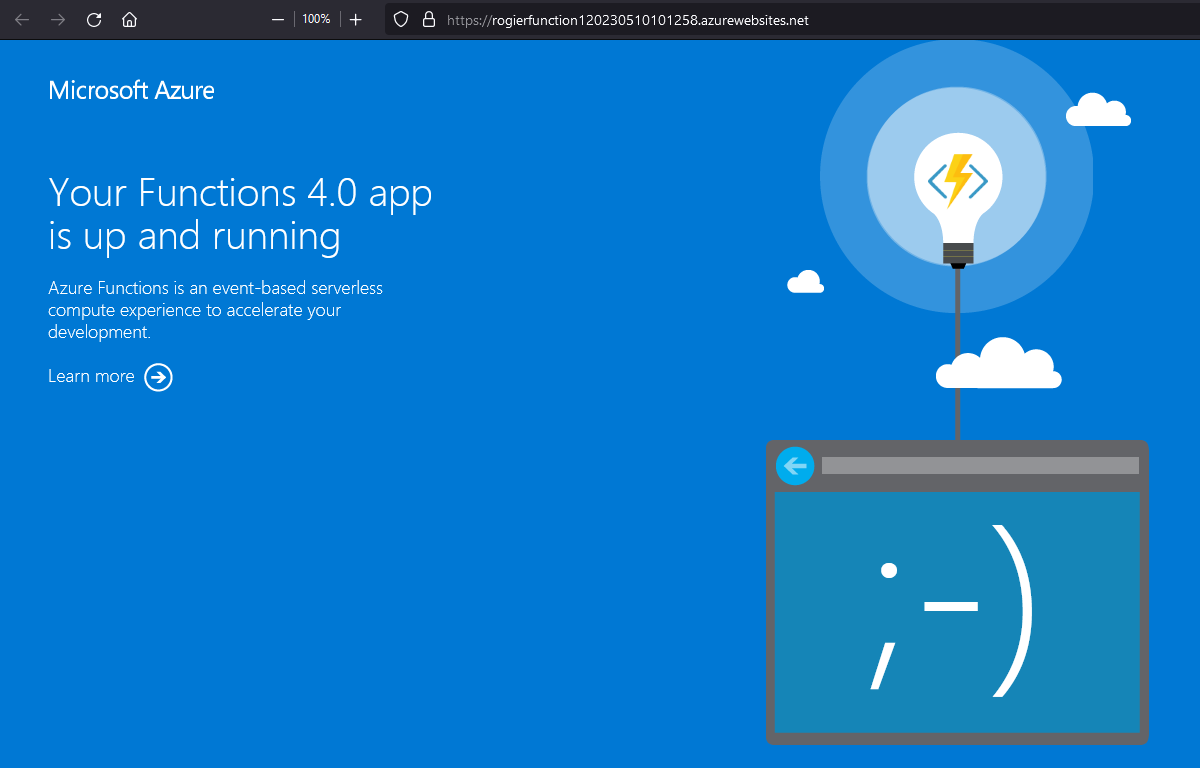 100%
https://rogierfunction120230510101258.azurewebsites.net
Microsoft Azure
Your Functions 4.0 app
is up and running
Azure Functions is an event-based serverless
compute experience to accelerate your
development.
Learn more
;-)